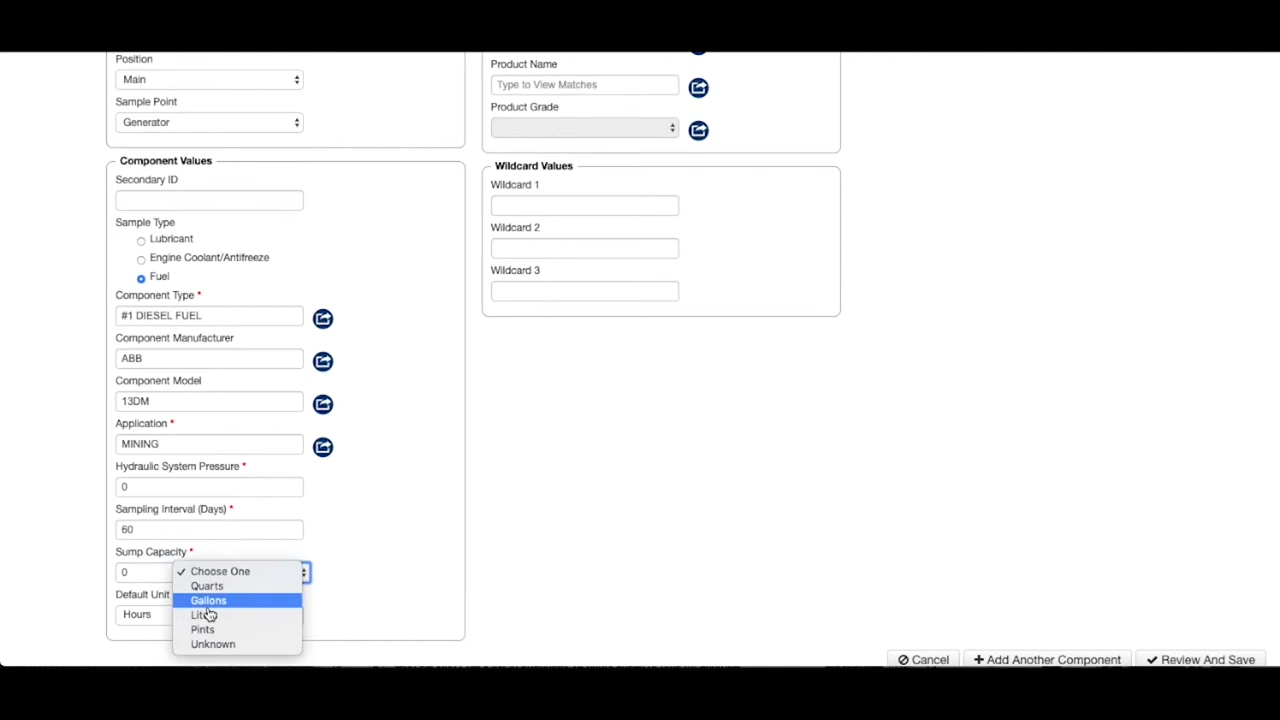 Position
Main
Sample Point
Generator
Component Values
Secondary ID
Sample Type
Lubricant
Engine Coolant/Antifreeze
Fuel
Component Type *
#1 DIESEL FUEL
Component Manufacturer
ABB
Component Model
13DM
Application *
MINING
Hydraulic System Pressure *
0
Sampling Interval (Days) *
60
Sump Capacity *
0
✓ Choose One
Quarts
Gallons
Pints
Unknown
Default Unit
Hours
Product Name
Type to View Matches
Product Grade
Wildcard Values
Wildcard 1
Wildcard 2
Wildcard 3
Cancel
+ Add Another Component
✓ Review And Save